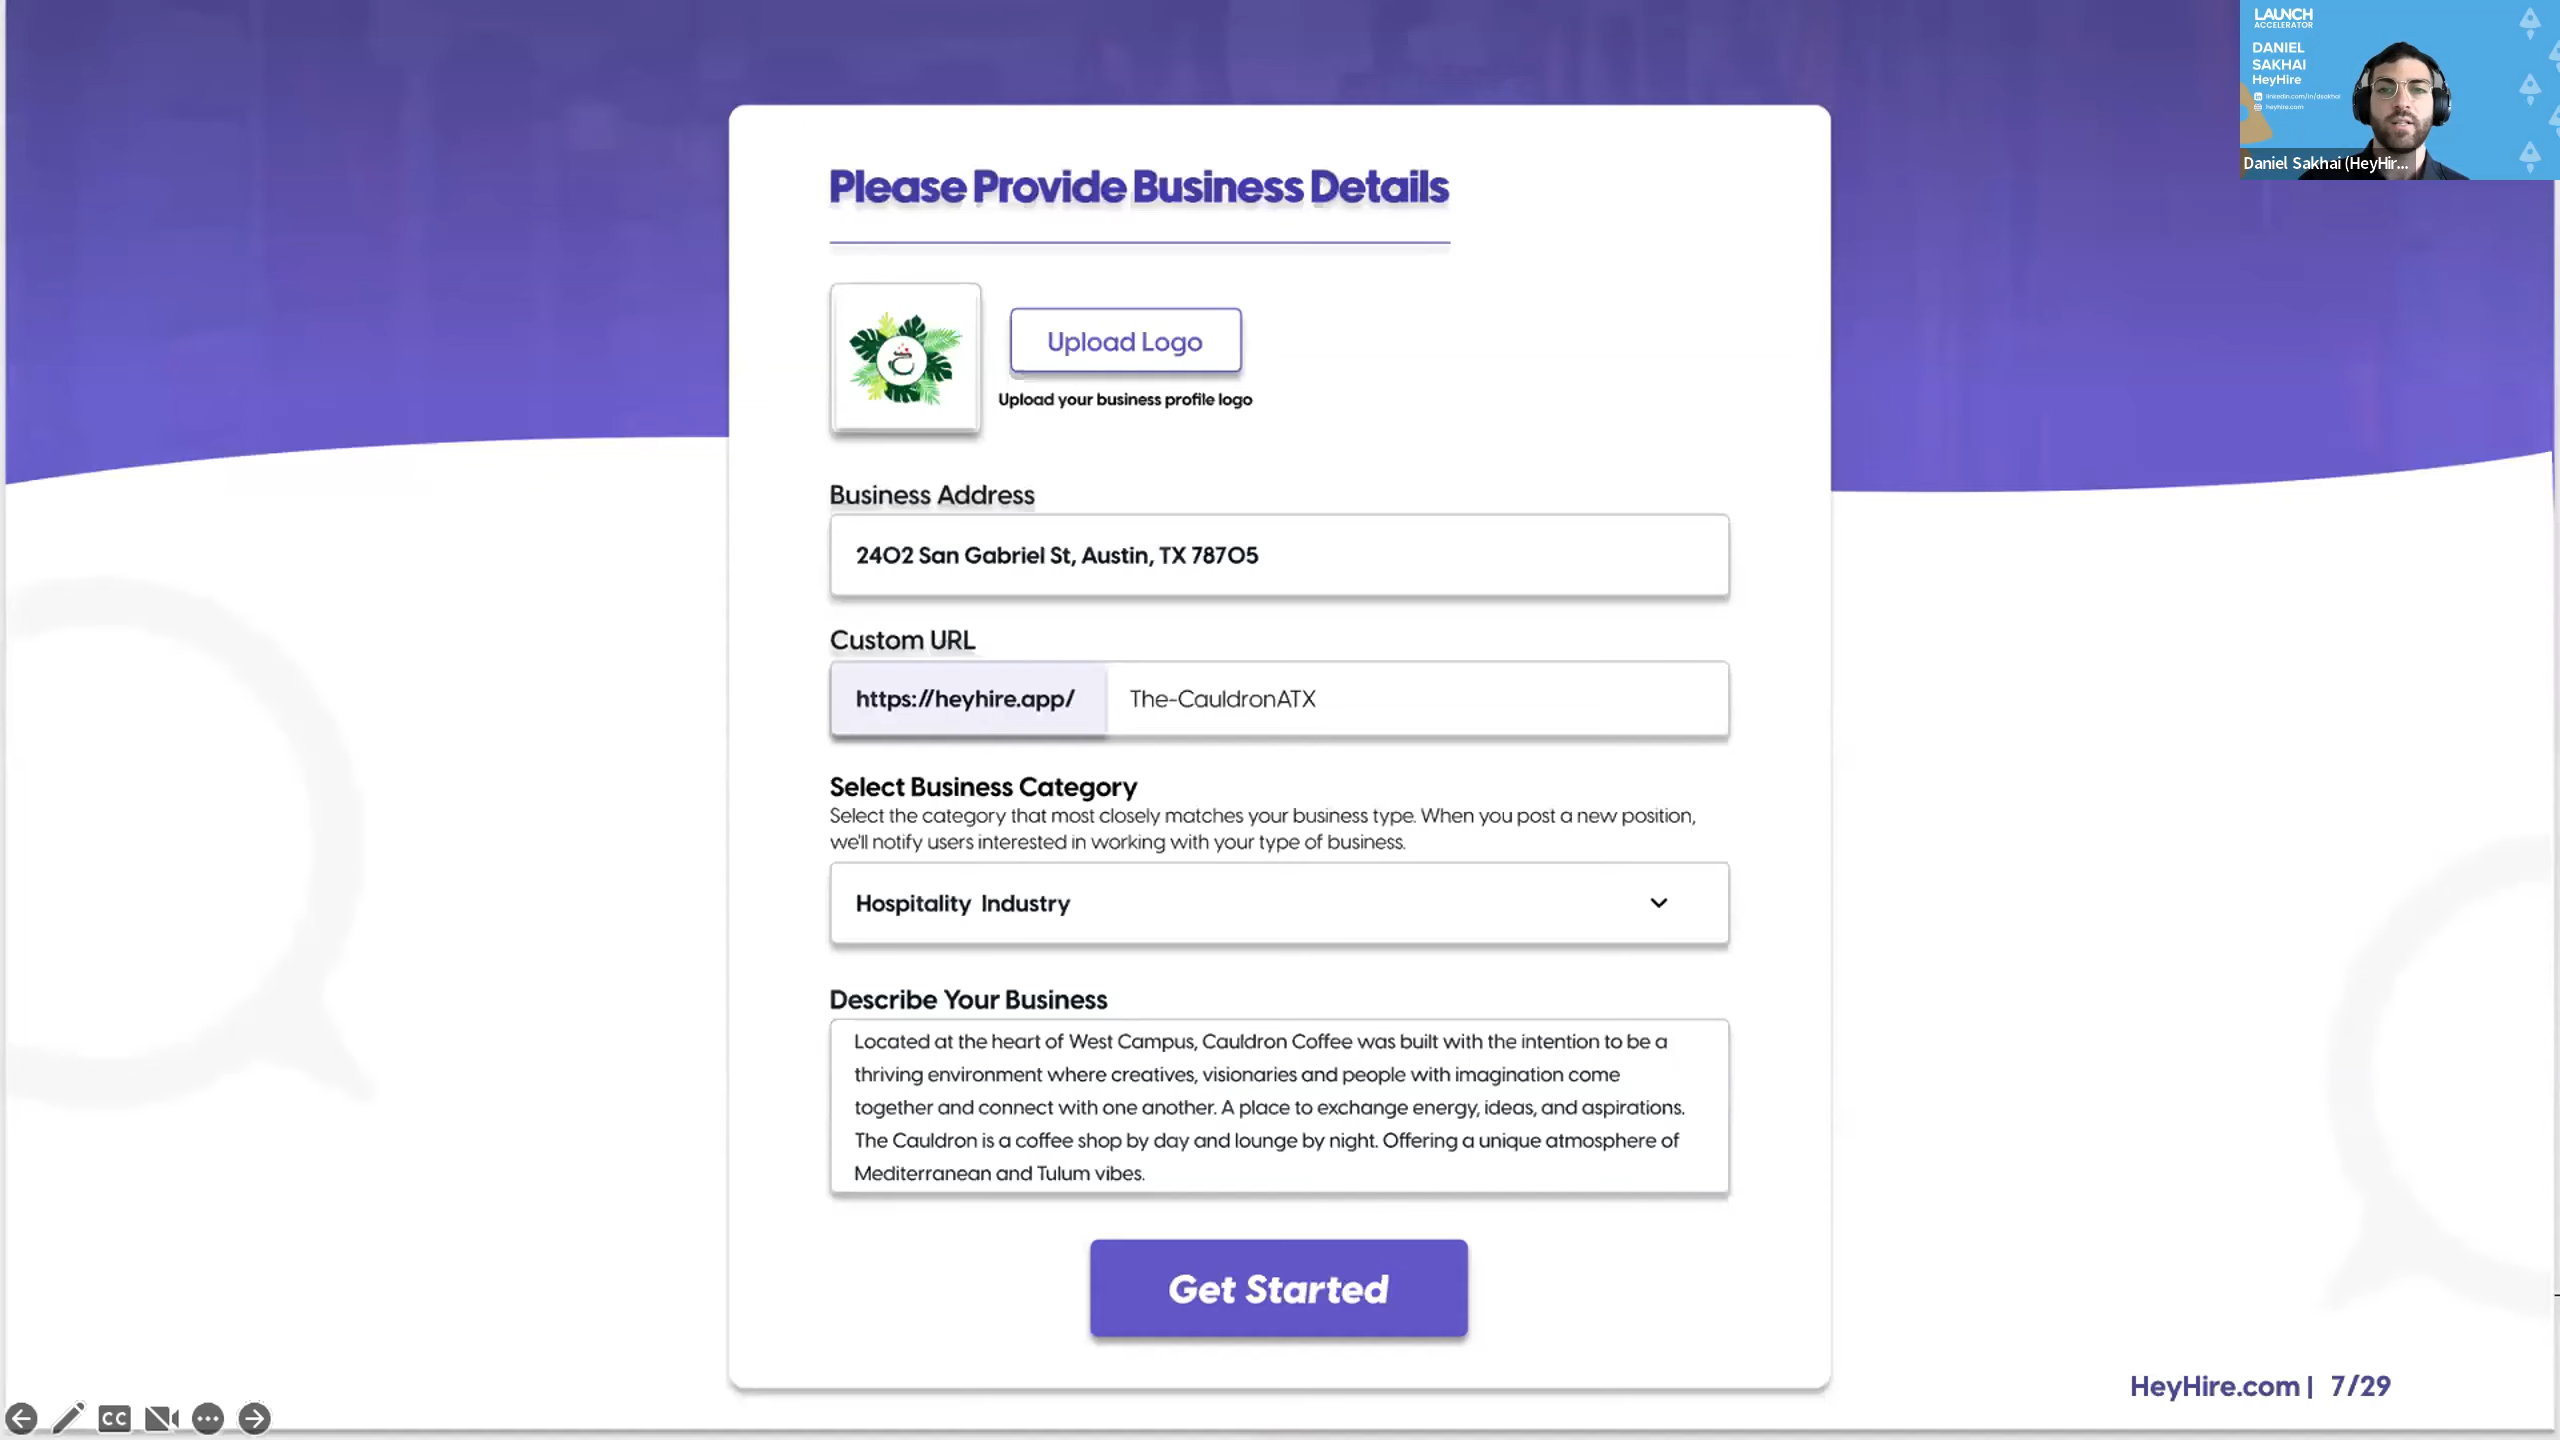 LAUNCH
ACCELERATOR
DANIEL
SAKHAI
HeyHire
linkedin.com/in/dsakhai
heyhire.com
Daniel Sakhai (HeyHir...
Please Provide Business Details
Upload Logo
Upload your business profile logo
Business Address
2402 San Gabriel St, Austin, TX 78705
Custom URL
https://heyhire.app/ The-CauldronATX
Select Business Category
Select the category that most closely matches your business type. When you post a new position,
we'll notify users interested in working with your type of business.
Hospitality Industry
Describe Your Business
Located at the heart of West Campus, Cauldron Coffee was built with the intention to be a
thriving environment where creatives, visionaries and people with imagination come
together and connect with one another. A place to exchange energy, ideas, and aspirations.
The Cauldron is a coffee shop by day and lounge by night. Offering a unique atmosphere of
Mediterranean and Tulum vibes.
Get Started
HeyHire.com | 7/29
CC